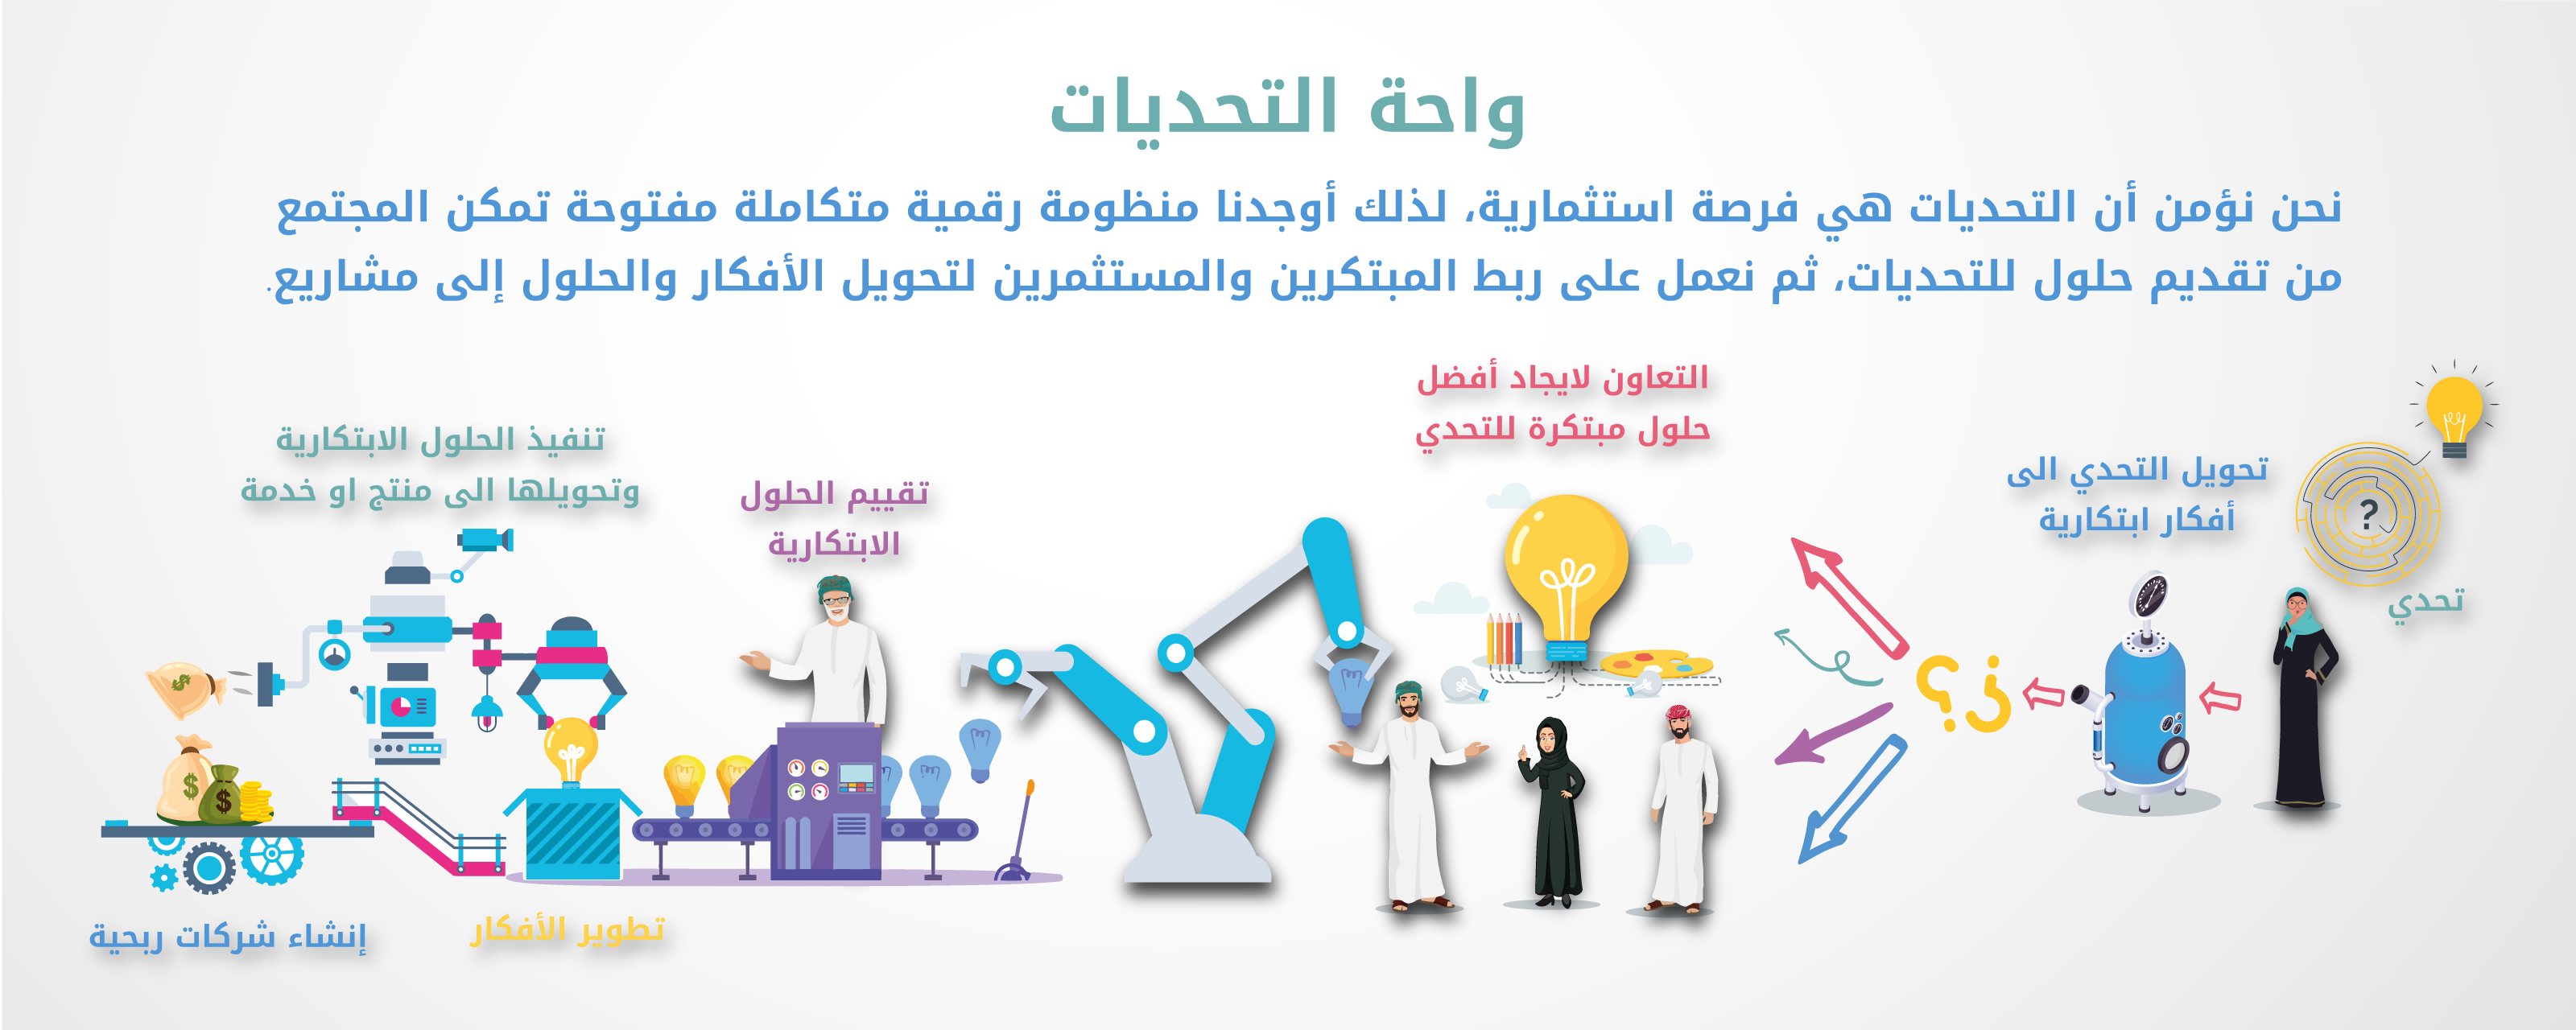 واحة التحديات
نحن نؤمن أن التحديات هي فرصة استثمارية، لذلك أوجدنا منظومة رقمية متكاملة مفتوحة تمكن المجتمع
من تقديم حلول للتحديات، ثم نعمل على ربط المبتكرين والمستثمرين لتحويل الأفكار والحلول إلى مشاريع.
?
تحدي
تحويل التحدي الى
أفكار ابتكارية
؟؟
التعاون لايجاد أفضل
حلول مبتكرة للتحدي
تقييم الحلول
الابتكارية
تنفيذ الحلول الابتكارية
وتحويلها الى منتج او خدمة
تطوير الأفكار
$
$
$
إنشاء شركات ربحية